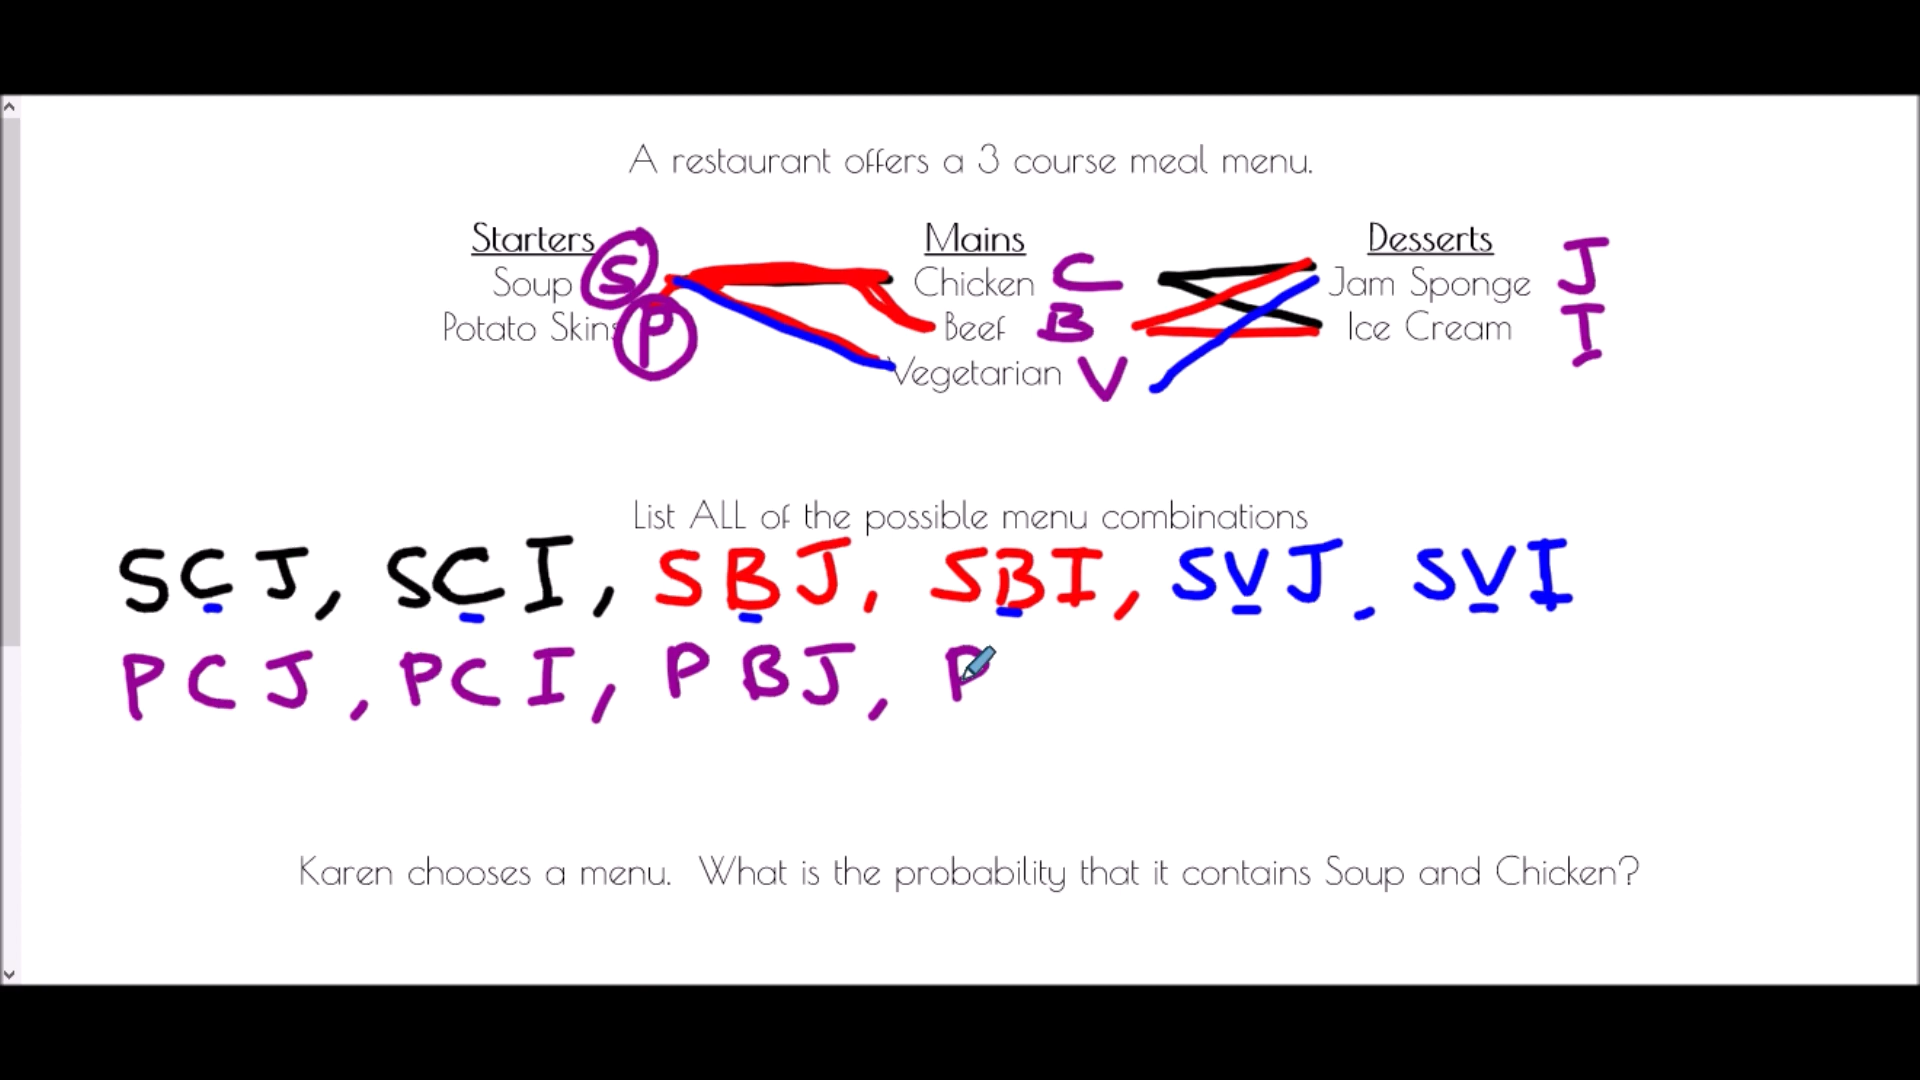 A restaurant offers a 3 course meal menu.
Starters Mains Desserts
Soup S Chicken C Jam Sponge J
Potato Skins P Beef B Ice Cream I
Vegetarian V
List ALL of the possible menu combinations
SCJ, SCI, SBJ, SBI, SVJ, SVI
PCJ, PCI, PBJ, P
Karen chooses a menu. What is the probability that it contains Soup and Chicken?